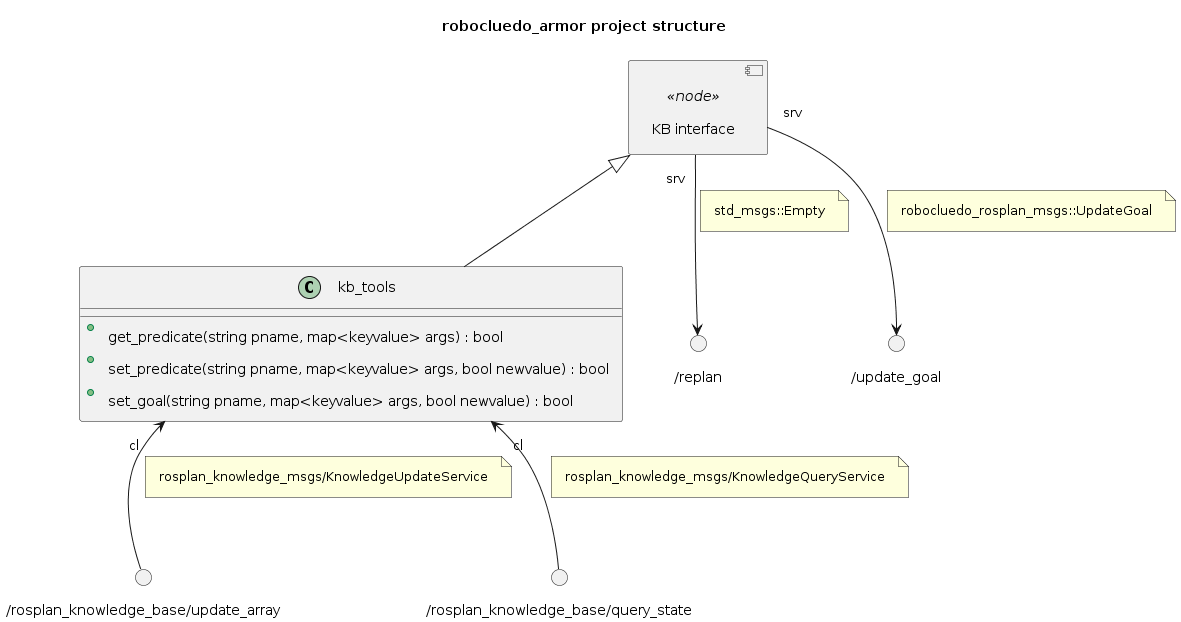 robocluedo_armor project structure
«node»
KB interface
srv
srv
std_msgs::Empty
robocluedo_rosplan_msgs::UpdateGoal
C kb_tools
get_predicate(string pname, map<keyvalue> args) : bool
set_predicate(string pname, map<keyvalue> args, bool newvalue) : bool
set_goal(string pname, map<keyvalue> args, bool newvalue) : bool
/replan
/update_goal
cl
cl
rosplan_knowledge_msgs/KnowledgeUpdateService
rosplan_knowledge_msgs/KnowledgeQueryService
/rosplan_knowledge_base/update_array
/rosplan_knowledge_base/query_state